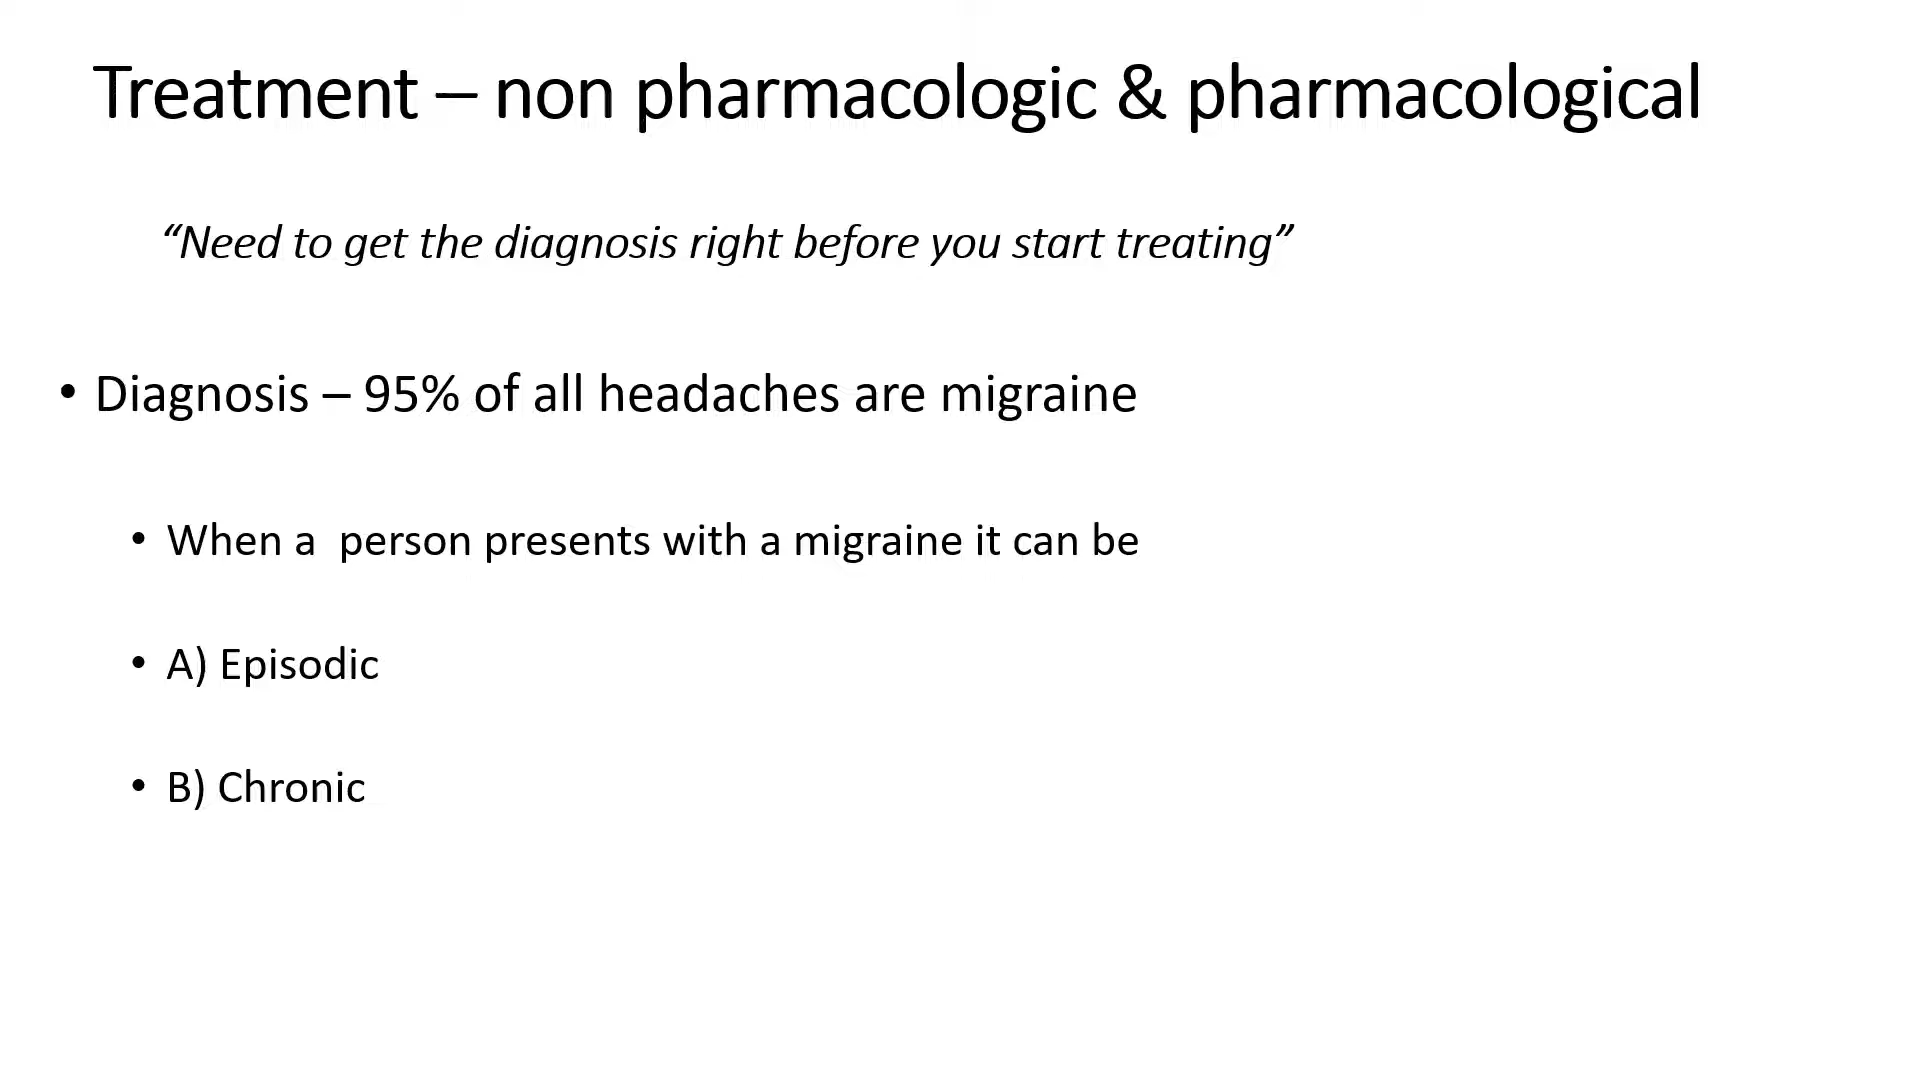 Treatment – non pharmacologic & pharmacological
“Need to get the diagnosis right before you start treating”
• Diagnosis – 95% of all headaches are migraine
• When a  person presents with a migraine it can be
• A) Episodic
• B) Chronic